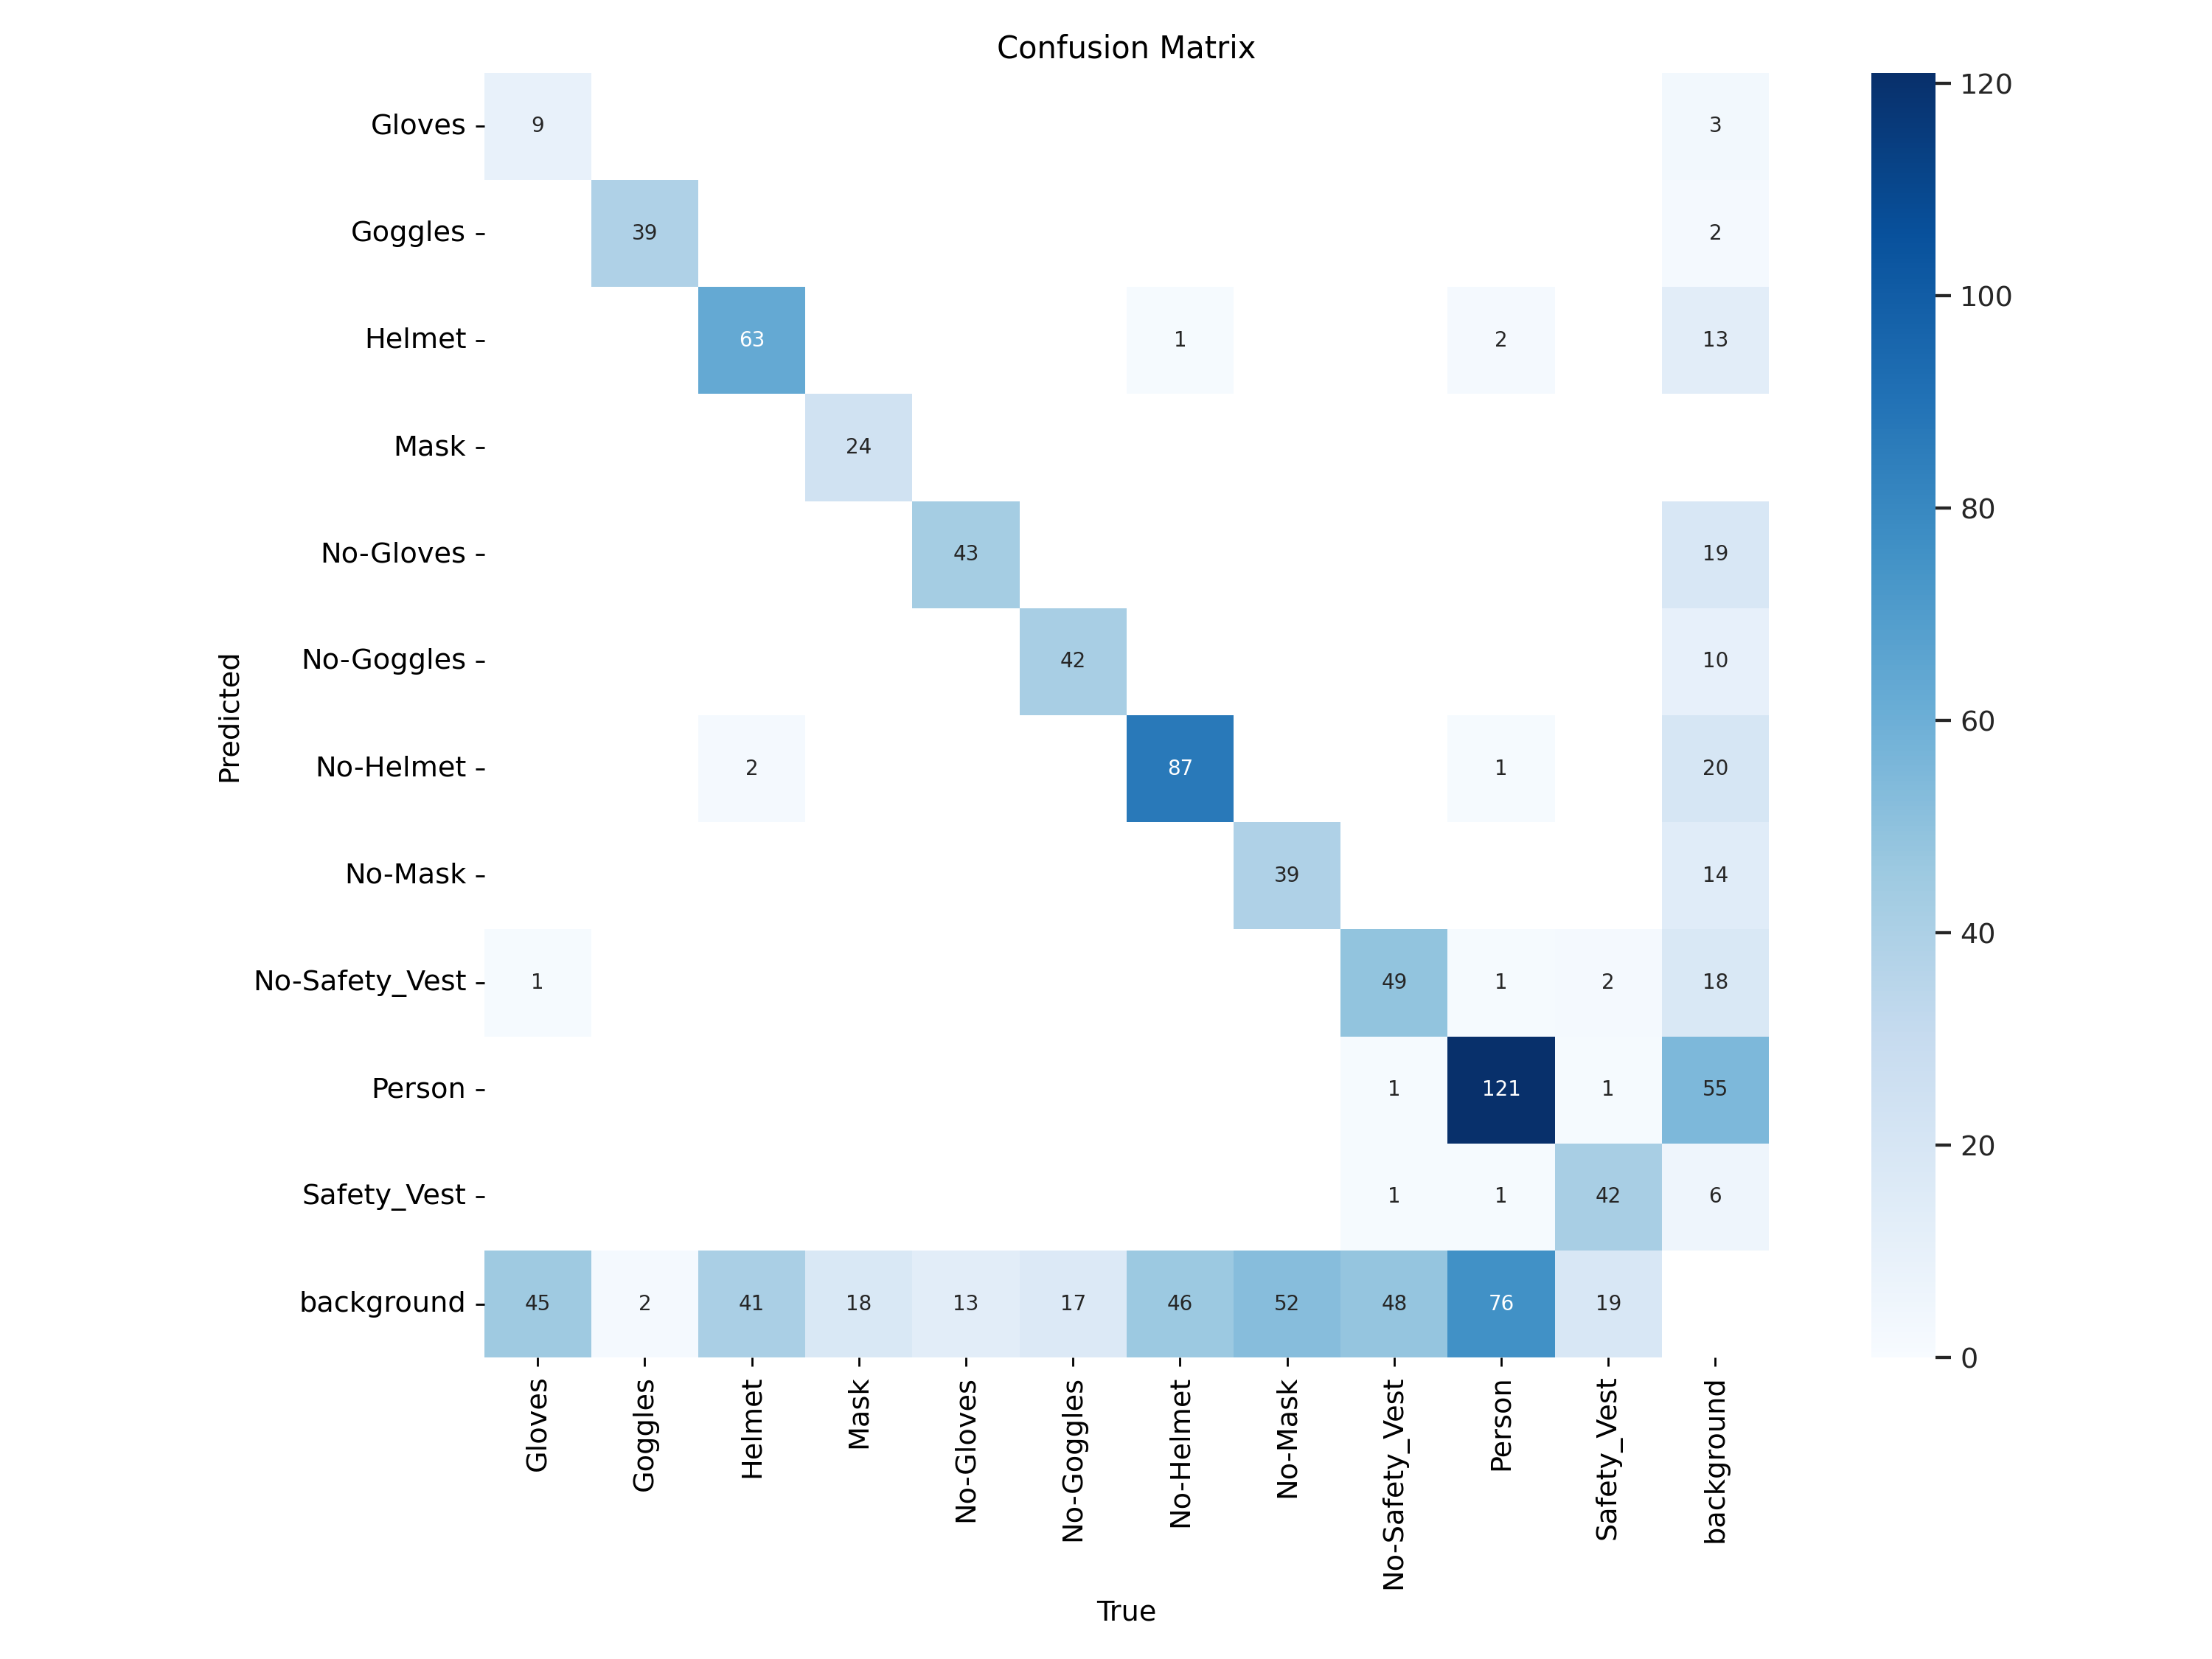 Confusion Matrix
Gloves 9 3 120
Goggles 39 2
Helmet 63 1 2 13 100
Mask 24
No-Gloves 43 19 80
No-Goggles 42 10
No-Helmet 2 87 1 20 60
No-Mask 39 14
No-Safety_Vest 1 49 1 2 18 40
Person 1 121 1 55
Safety_Vest 1 1 42 6 20
background 45 2 41 18 13 17 46 52 48 76 19 0
Predicted
Gloves Goggles Helmet Mask No-Gloves No-Goggles No-Helmet No-Mask No-Safety_Vest Person Safety_Vest background
True